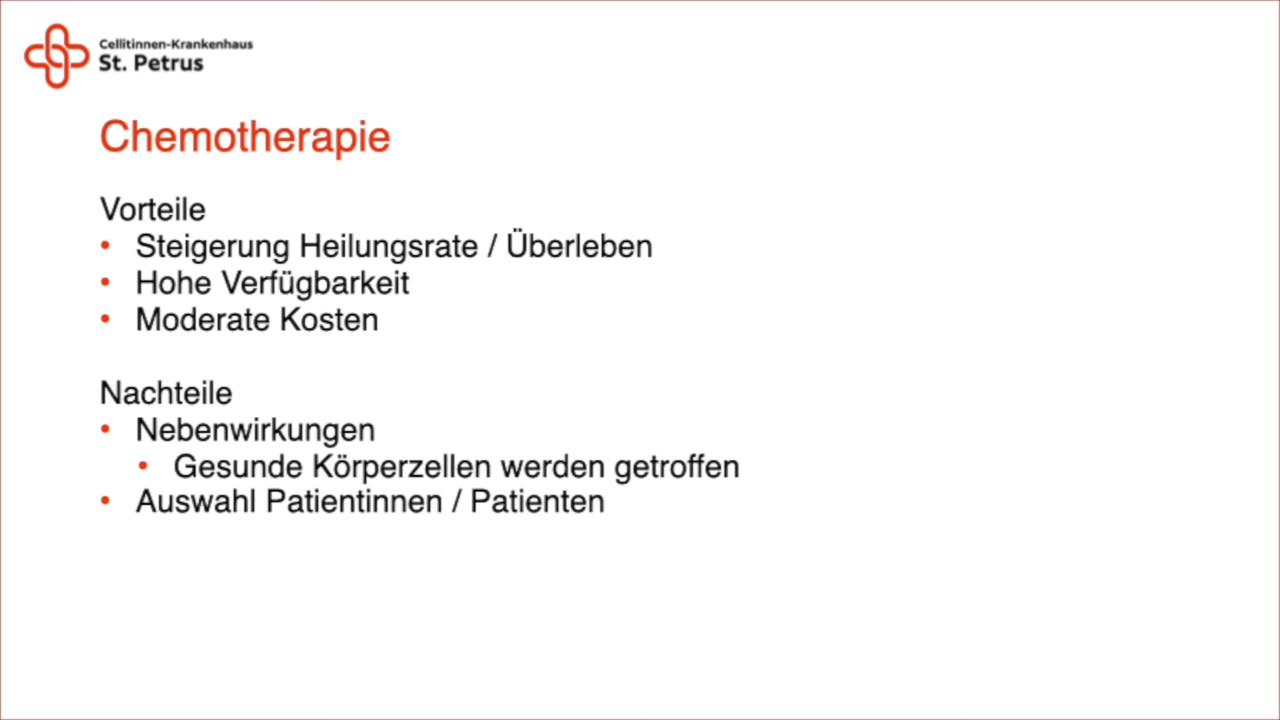 Cellitinnen-Krankenhaus
St. Petrus
Chemotherapie
Vorteile
• Steigerung Heilungsrate / Überleben
• Hohe Verfügbarkeit
• Moderate Kosten
Nachteile
• Nebenwirkungen
• Gesunde Körperzellen werden getroffen
• Auswahl Patientinnen / Patienten